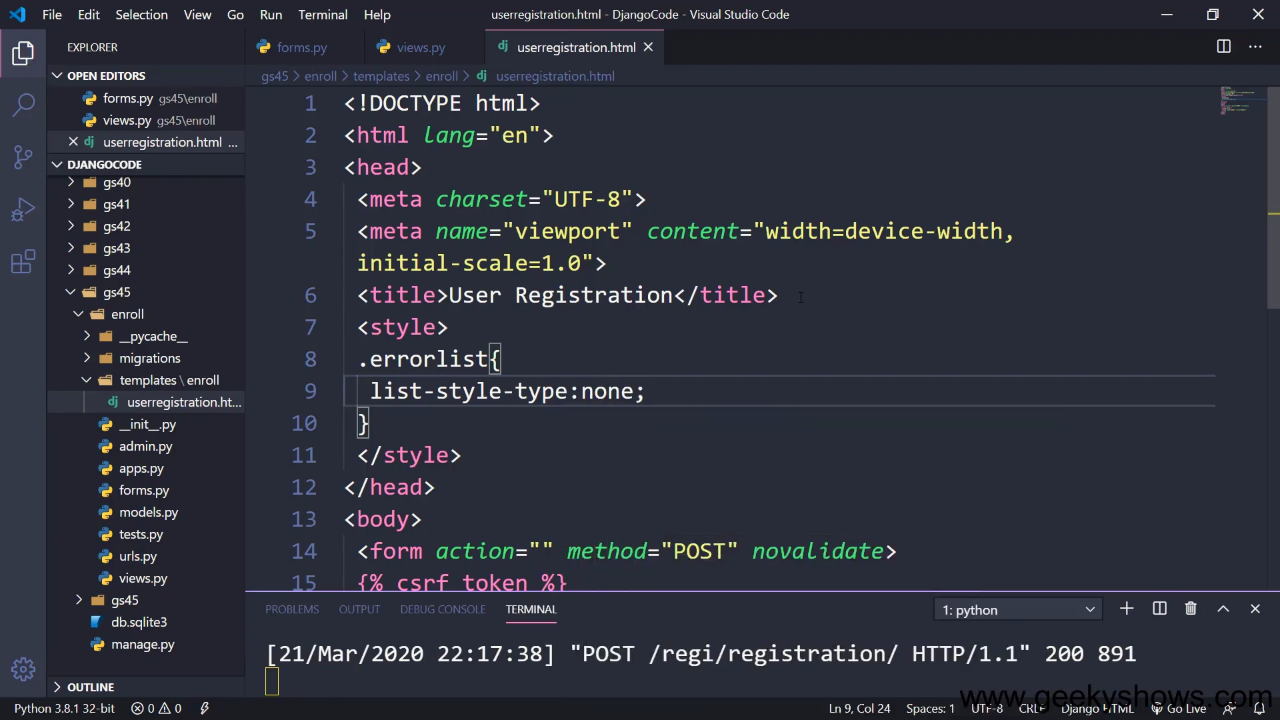 File Edit Selection View Go Run Terminal Help
userregistration.html - DjangoCode - Visual Studio Code
EXPLORER
OPEN EDITORS
forms.py gs45\enroll
views.py gs45\enroll
userregistration.html ...
DJANGOCODE
gs40
gs41
gs42
gs43
gs44
gs45
enroll
__pycache__
migrations
templates \ enroll
userregistration.ht...
__init__.py
admin.py
apps.py
forms.py
models.py
tests.py
urls.py
views.py
gs45
db.sqlite3
manage.py
OUTLINE
forms.py views.py userregistration.html
gs45 > enroll > templates > enroll > userregistration.html
1 <!DOCTYPE html>
2 <html lang="en">
3 <head>
4 <meta charset="UTF-8">
5 <meta name="viewport" content="width=device-width,
initial-scale=1.0">
6 <title>User Registration</title>
7 <style>
8 .errorlist{
9 list-style-type:none;
10 }
11 </style>
12 </head>
13 <body>
14 <form action="" method="POST" novalidate>
15 {% csrf_token %}
PROBLEMS OUTPUT DEBUG CONSOLE TERMINAL 1: python
[21/Mar/2020 22:17:38] "POST /regi/registration/ HTTP/1.1" 200 891
Python 3.8.1 32-bit 0 0 Ln 9, Col 24 Spaces: 1 UTF-8 CRLF Django HTML Go Live
www.geekyshows.com